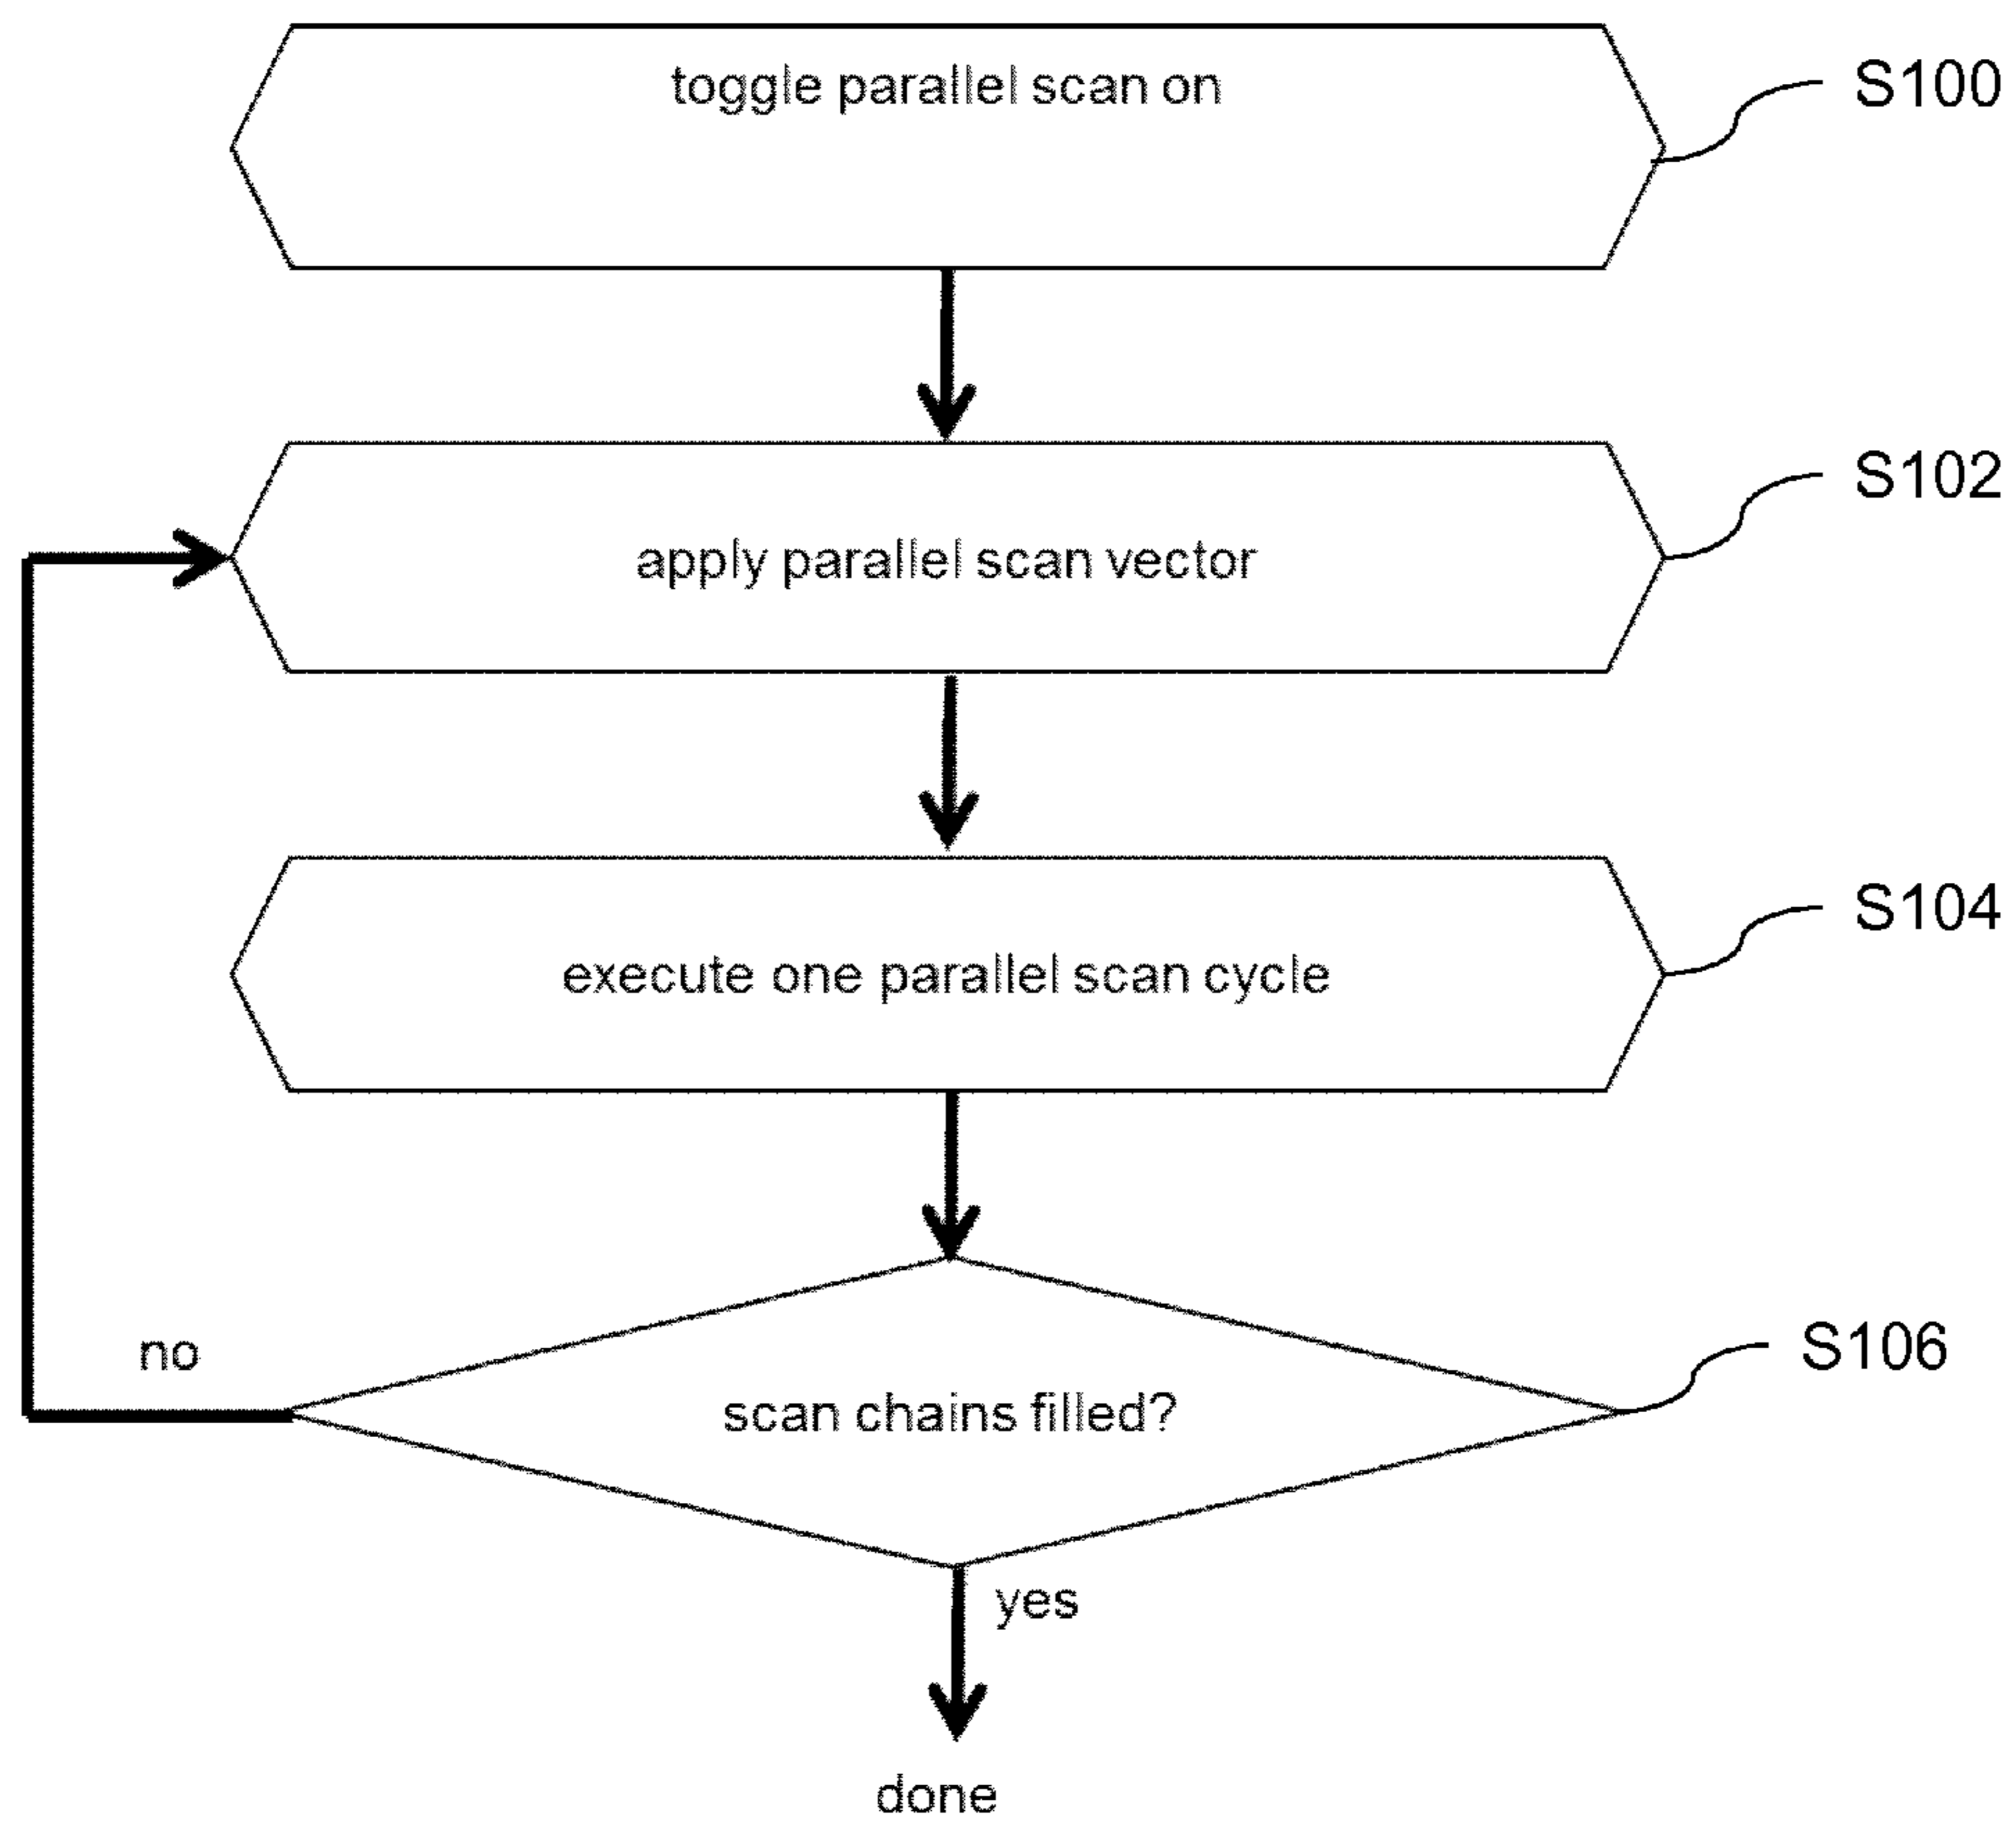 toggle parallel scan on
S100
apply parallel scan vector
S102
execute one parallel scan cycle
S104
no
scan chains filled?
S106
yes
done